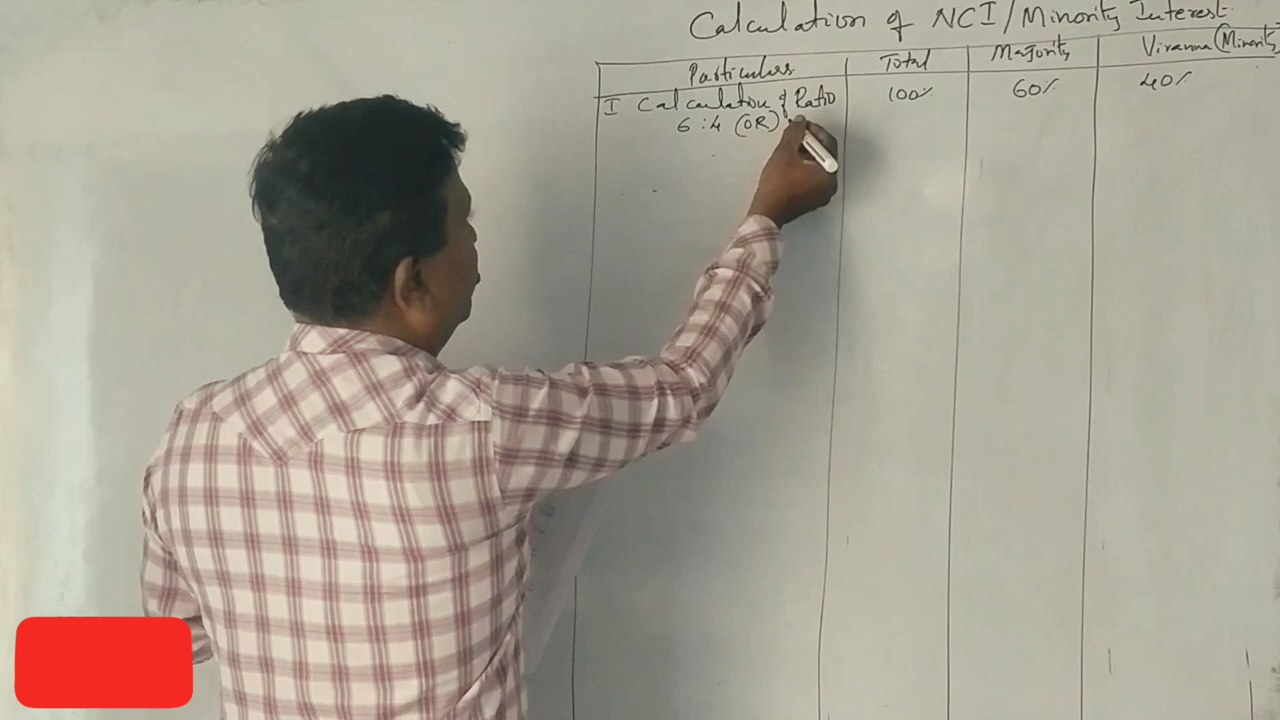 Calculation of NCI/Minority Interest
Particulars Total Majority Viranna (Minority
I Calculation of Ratio 100% 60% 40%
6:4 (OR)